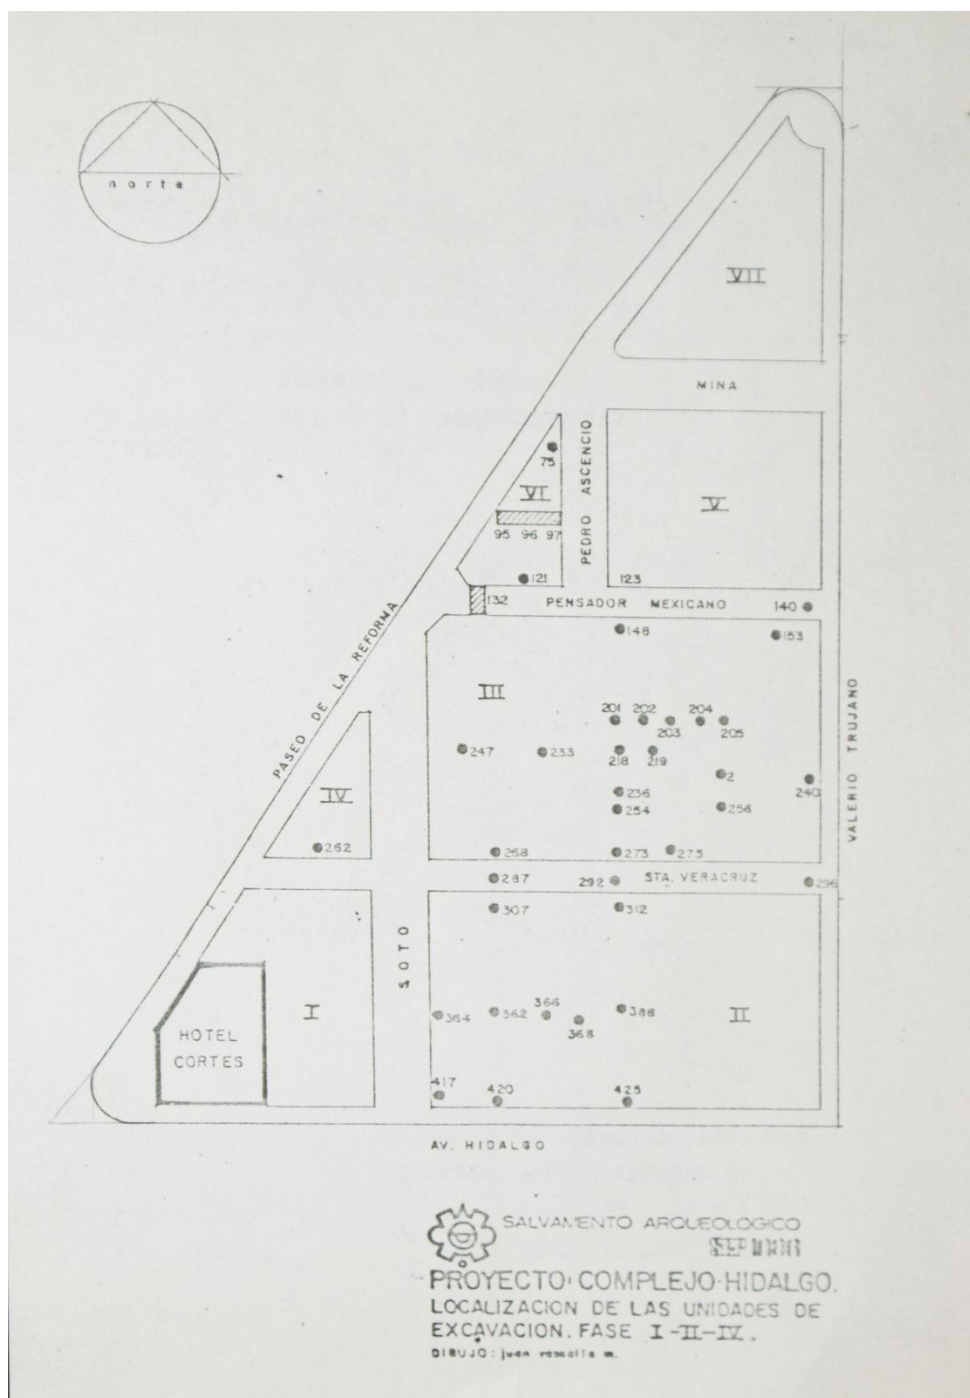 norte
VII
MINA
PEDRO ASCENCIO
75
VI
V
95 96 97
121
123
132
PENSADOR MEXICANO
140
148
153
PASEO DE LA REFORMA
III
201 202 204
203 205
VALERIO TRUJANO
247
233
218 219
2
240
236
IV
254
256
262
268
273
275
287
292
STA. VERACRUZ
296
307
312
SOTO
I
364
362
366
368
388
II
HOTEL
CORTES
417
420
425
AV. HIDALGO
SALVAMENTO ARQUEOLOGICO
PROYECTO: COMPLEJO·HIDALGO.
LOCALIZACION DE LAS UNIDADES DE
EXCAVACION. FASE I-II-IV.
DIBUJO: juan